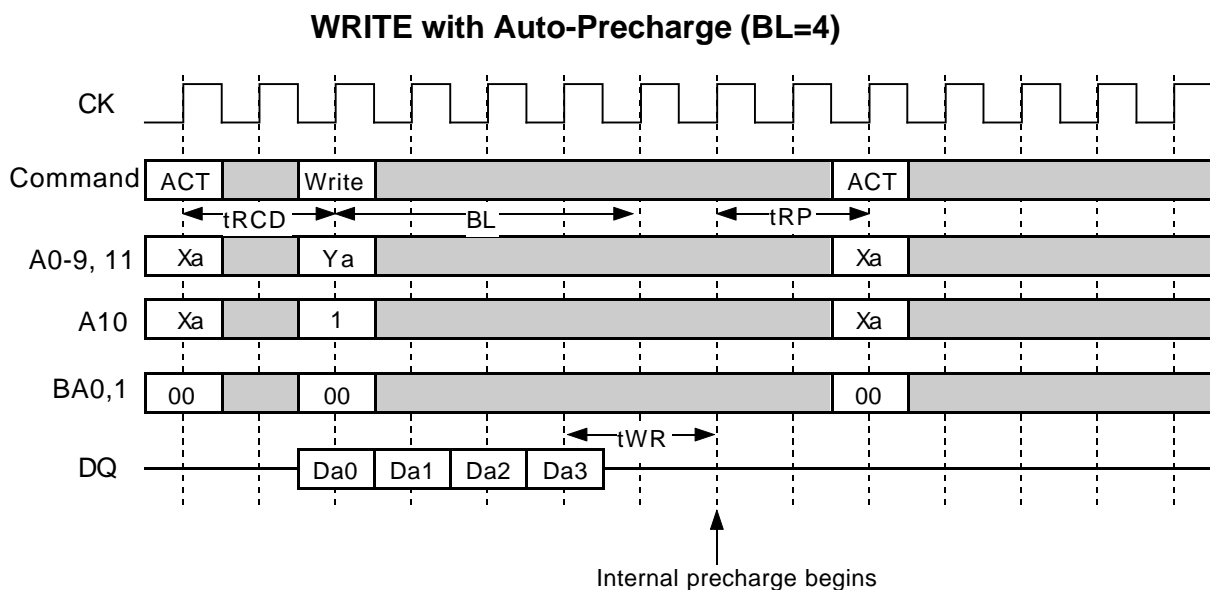 WRITE with Auto-Precharge (BL=4)
CK
Command ACT Write ACT
tRCD BL tRP
A0-9, 11 Xa Ya Xa
A10 Xa 1 Xa
BA0,1 00 00 00
tWR
DQ Da0 Da1 Da2 Da3
Internal precharge begins